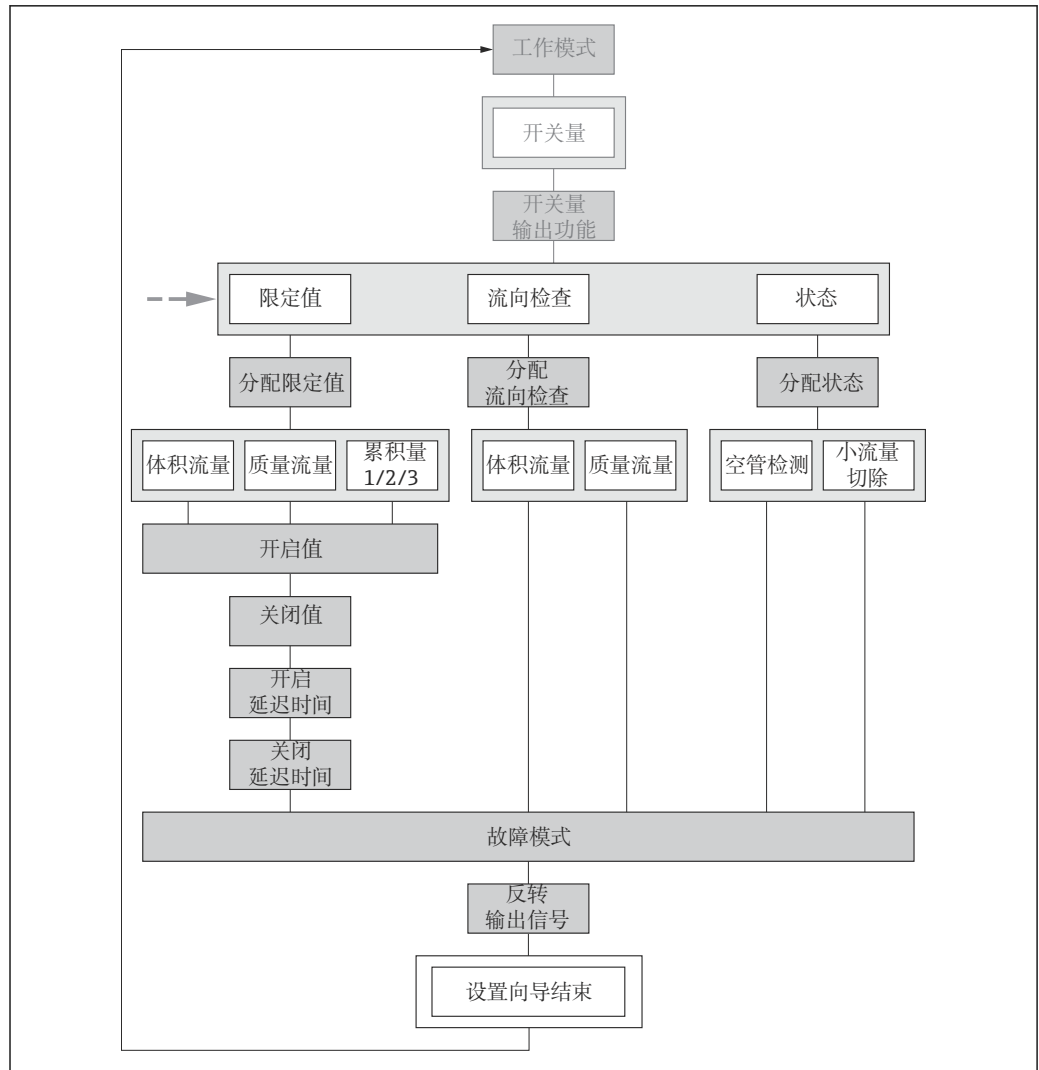 工作模式
开关量
开关量
输出功能
限定值
流向检查
状态
分配限定值
分配
流向检查
分配状态
体积流量
质量流量
累积量
1/2/3
体积流量
质量流量
空管检测
小流量
切除
开启值
关闭值
开启
延迟时间
关闭
延迟时间
故障模式
反转
输出信号
设置向导结束